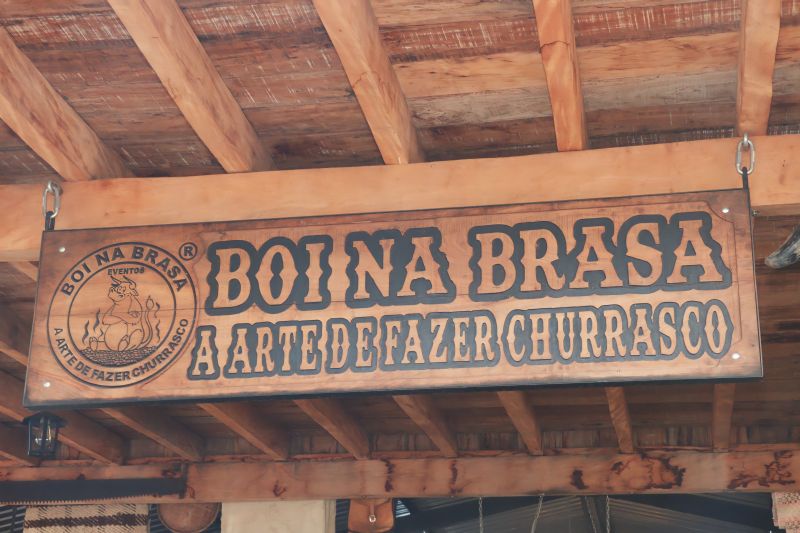 BOI NA BRASA ®
EVENTOS
A ARTE DE FAZER CHURRASCO
BOI NA BRASA
A ARTE DE FAZER CHURRASCO